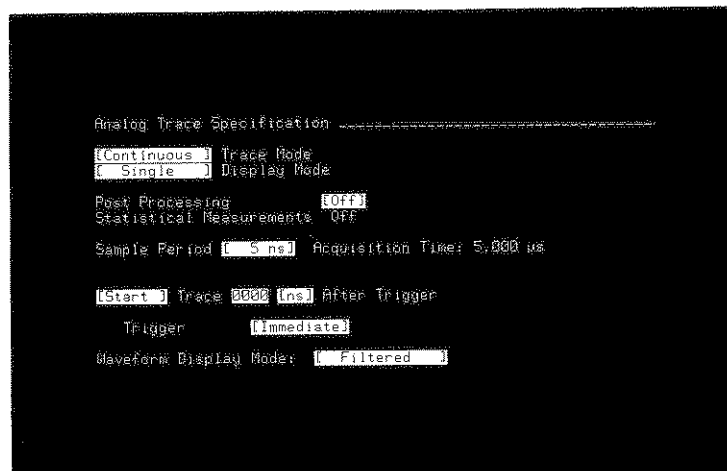 Analog Trace Specification
[Continuous ] Trace Mode
[  Single   ] Display Mode
Post Processing [Off]
Statistical Measurements Off
Sample Period [  5 ns] Acquisition Time: 5.000 µs
[Start ] Trace 0000 [ns] After Trigger
Trigger [Immediate]
Waveform Display Mode: [  Filtered   ]